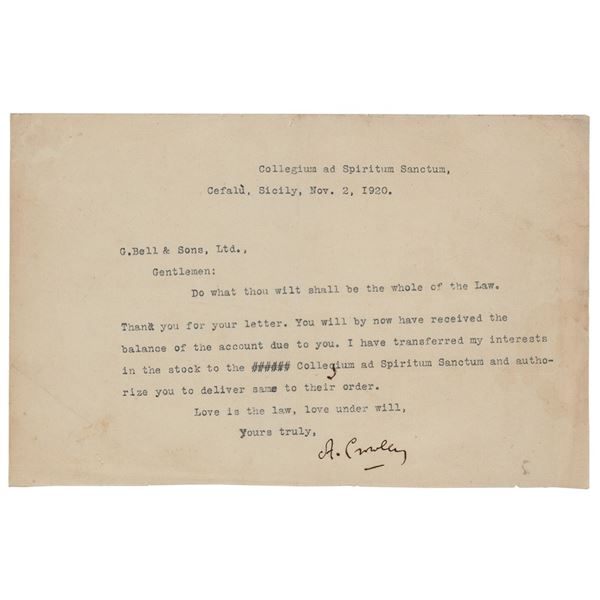 Collegium ad Spiritum Sanctum,
Cefalù, Sicily, Nov. 2, 1920.
G.Bell & Sons, Ltd.,
Gentlemen:
Do what thou wilt shall be the whole of the Law.
Thank you for your letter. You will by now have received the
balance of the account due to you. I have transferred my interests
in the stock to the ###### Collegium ad Spiritum Sanctum and autho-
rize you to deliver same to their order.
Love is the law, love under will,
Yours truly,
A. Crowley